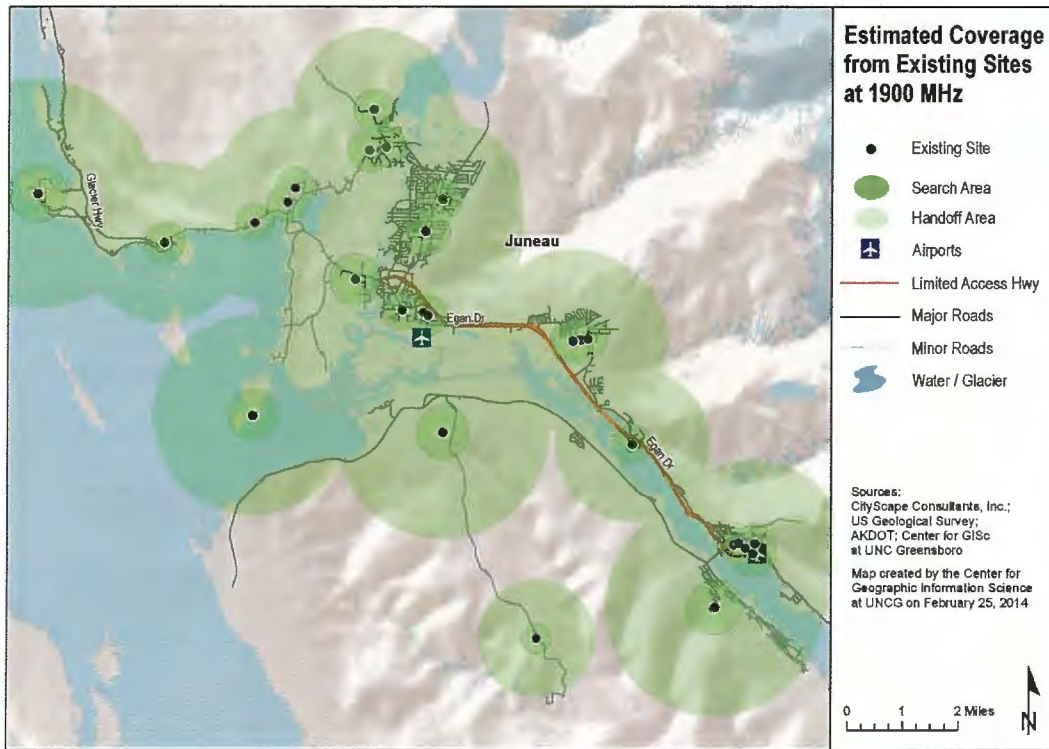 Estimated Coverage
from Existing Sites
at 1900 MHz
Existing Site
Search Area
Handoff Area
Airports
Limited Access Hwy
Major Roads
Minor Roads
Water / Glacier
Sources:
CityScape Consultants, Inc.;
US Geological Survey;
AKDOT; Center for GISc
at UNC Greensboro
Map created by the Center for
Geographic Information Science
at UNCG on February 25, 2014
0 1 2 Miles
N
Glacier Hwy
Juneau
Egan Dr
Egan Dr